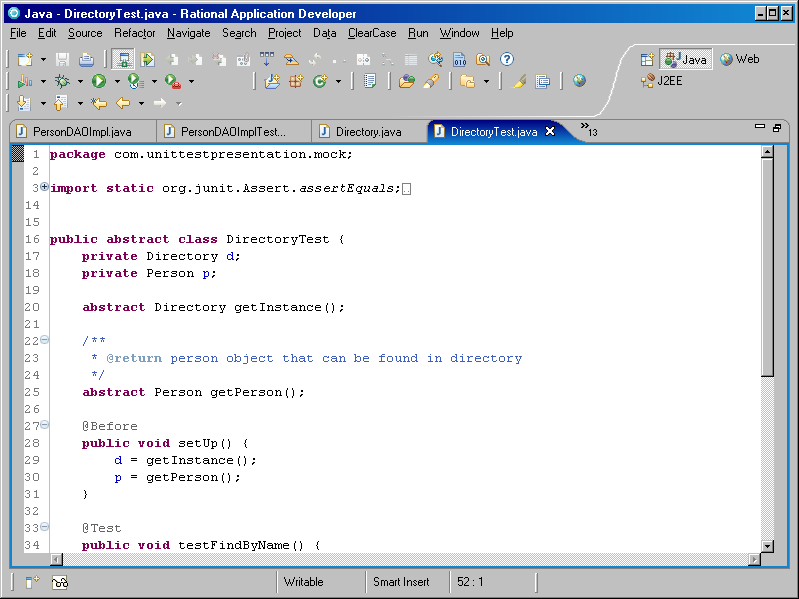 Java - DirectoryTest.java - Rational Application Developer
File Edit Source Refactor Navigate Search Project Data ClearCase Run Window Help
Java Web
J2EE
PersonDAOImpl.java PersonDAOImplTest... Directory.java DirectoryTest.java 13
1 package com.unittestpresentation.mock;
2
3 import static org.junit.Assert.assertEquals;
14
15
16 public abstract class DirectoryTest {
17 private Directory d;
18 private Person p;
19
20 abstract Directory getInstance();
21
22 /**
23 * @return person object that can be found in directory
24 */
25 abstract Person getPerson();
26
27 @Before
28 public void setUp() {
29 d = getInstance();
30 p = getPerson();
31 }
32
33 @Test
34 public void testFindByName() {
Writable Smart Insert 52 : 1